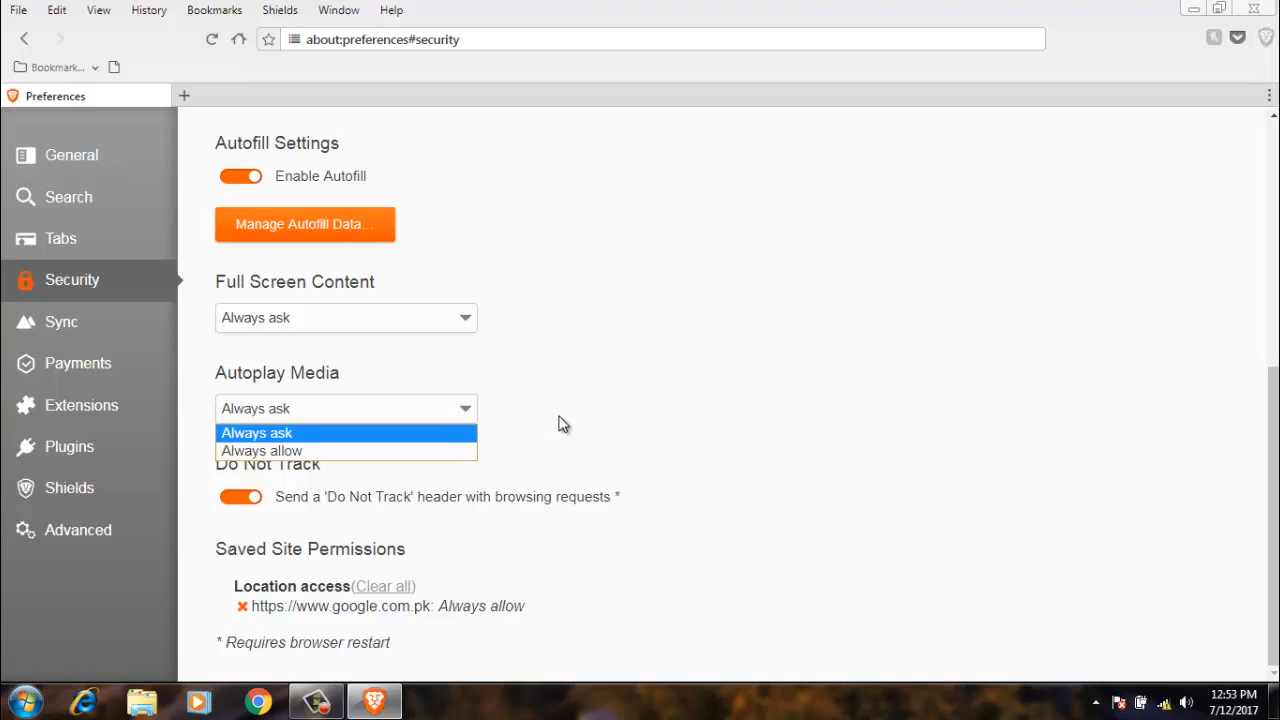 File Edit View History Bookmarks Shields Window Help
about:preferences#security
Bookmark...
Preferences
General
Search
Tabs
Security
Sync
Payments
Extensions
Plugins
Shields
Advanced
Autofill Settings
Enable Autofill
Manage Autofill Data...
Full Screen Content
Always ask
Autoplay Media
Always ask
Always ask
Always allow
Do Not Track
Send a 'Do Not Track' header with browsing requests *
Saved Site Permissions
Location access(Clear all)
https://www.google.com.pk: Always allow
* Requires browser restart
12:53 PM
7/12/2017